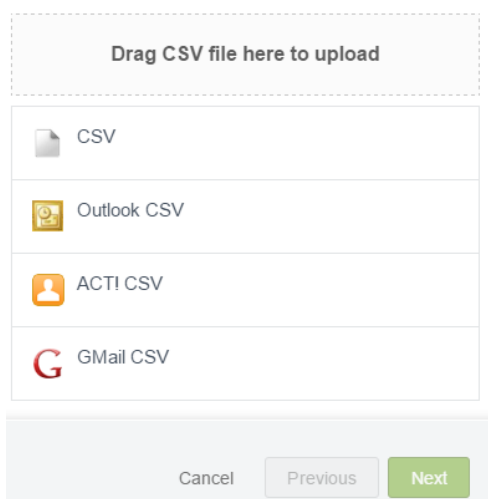 Drag CSV file here to upload
CSV
Outlook CSV
ACT! CSV
G GMail CSV
Cancel Previous Next